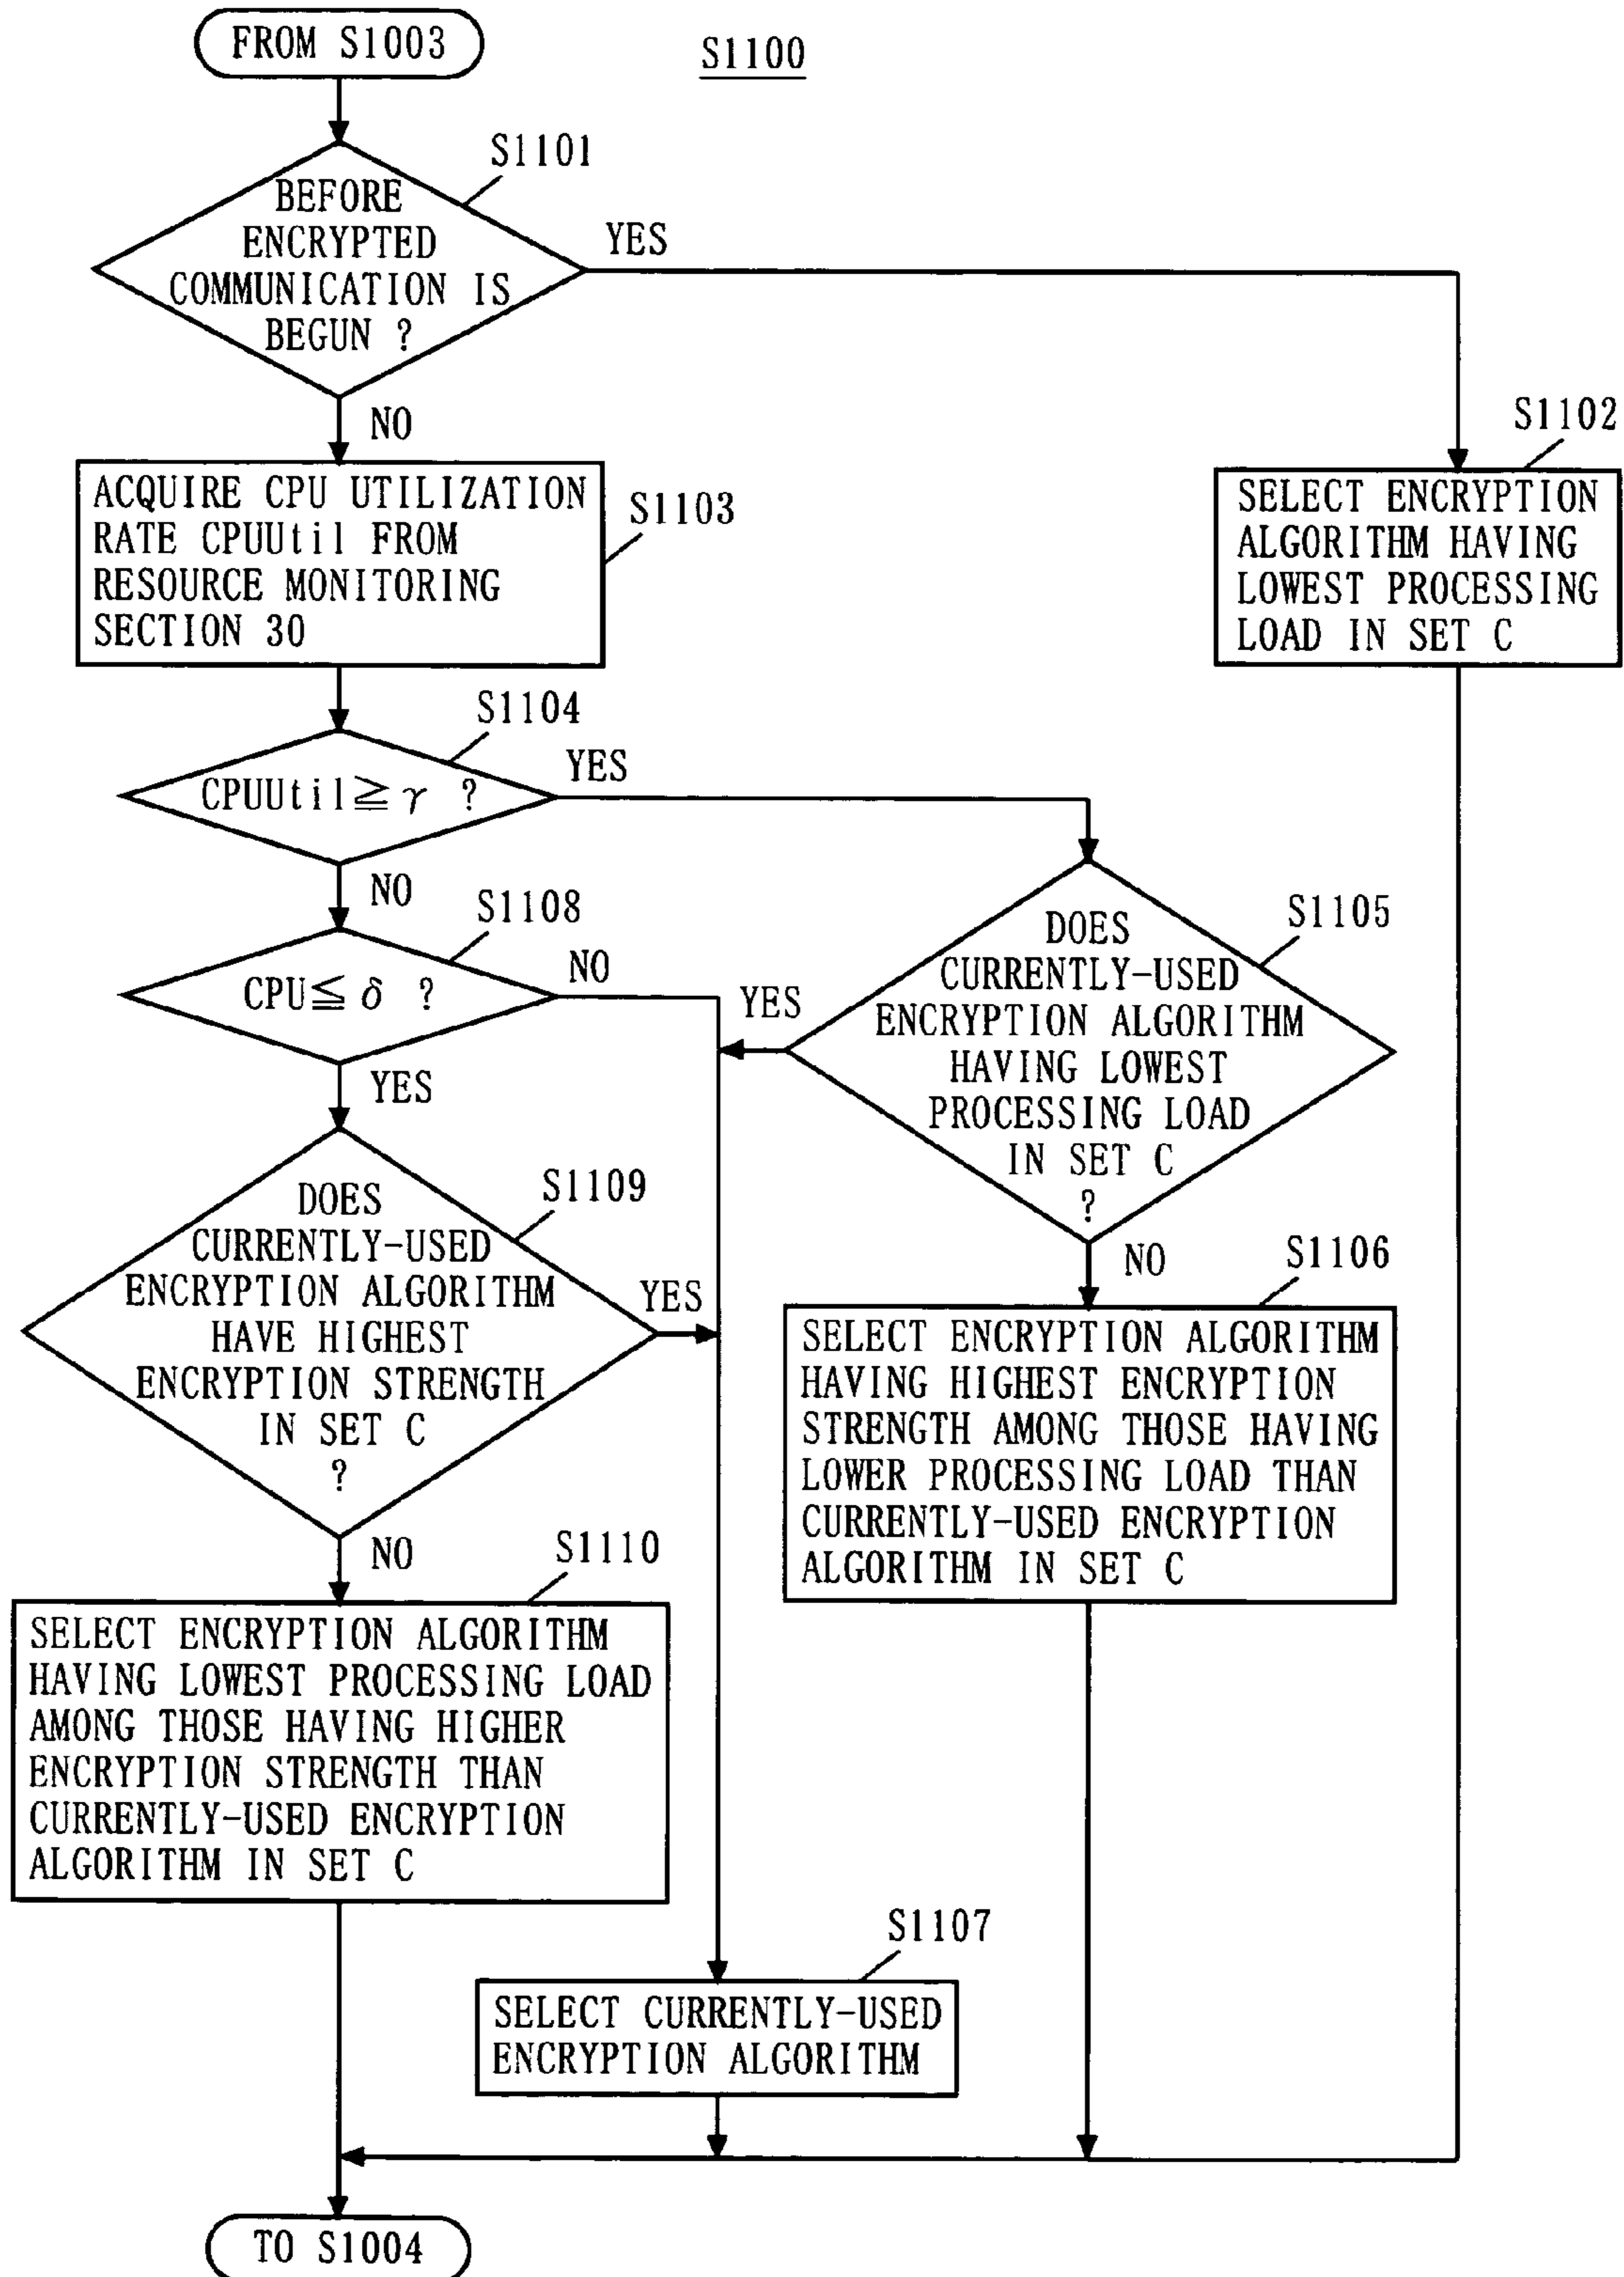 FROM S1003
S1100
S1101
BEFORE
ENCRYPTED
COMMUNICATION IS
BEGUN ?
YES
NO
S1102
SELECT ENCRYPTION
ALGORITHM HAVING
LOWEST PROCESSING
LOAD IN SET C
S1103
ACQUIRE CPU UTILIZATION
RATE CPUUtil FROM
RESOURCE MONITORING
SECTION 30
S1104
CPUUtil≧γ ?
YES
NO
S1108
CPU≦δ ?
NO
YES
S1105
DOES
CURRENTLY-USED
ENCRYPTION ALGORITHM
HAVING LOWEST
PROCESSING LOAD
IN SET C
?
YES
NO
S1109
DOES
CURRENTLY-USED
ENCRYPTION ALGORITHM
HAVE HIGHEST
ENCRYPTION STRENGTH
IN SET C
?
YES
NO
S1106
SELECT ENCRYPTION ALGORITHM
HAVING HIGHEST ENCRYPTION
STRENGTH AMONG THOSE HAVING
LOWER PROCESSING LOAD THAN
CURRENTLY-USED ENCRYPTION
ALGORITHM IN SET C
S1110
SELECT ENCRYPTION ALGORITHM
HAVING LOWEST PROCESSING LOAD
AMONG THOSE HAVING HIGHER
ENCRYPTION STRENGTH THAN
CURRENTLY-USED ENCRYPTION
ALGORITHM IN SET C
S1107
SELECT CURRENTLY-USED
ENCRYPTION ALGORITHM
TO S1004